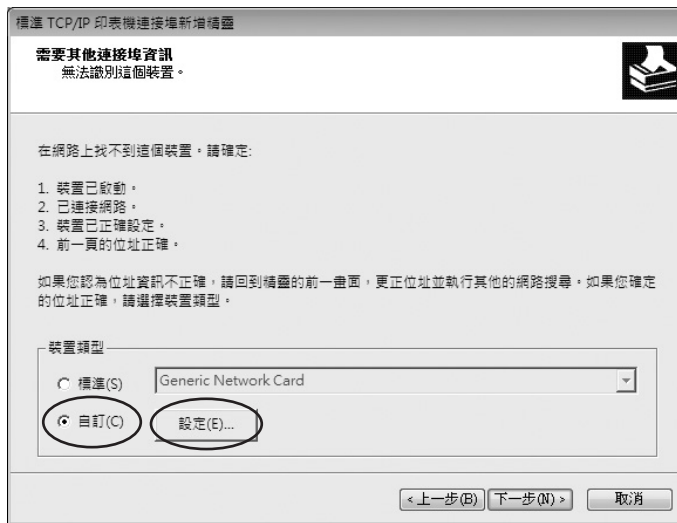 標準 TCP/IP 印表機連接埠新增精靈
需要其他連接埠資訊
無法識別這個裝置。
在網路上找不到這個裝置。請確定:
1. 裝置已啟動。
2. 已連接網路。
3. 裝置已正確設定。
4. 前一頁的位址正確。
如果您認為位址資訊不正確，請回到精靈的前一畫面，更正位址並執行其他的網路搜尋。如果您確定
的位址正確，請選擇裝置類型。
裝置類型
標準(S) Generic Network Card
自訂(C) 設定(E)...
<上一步(B) 下一步(N)> 取消